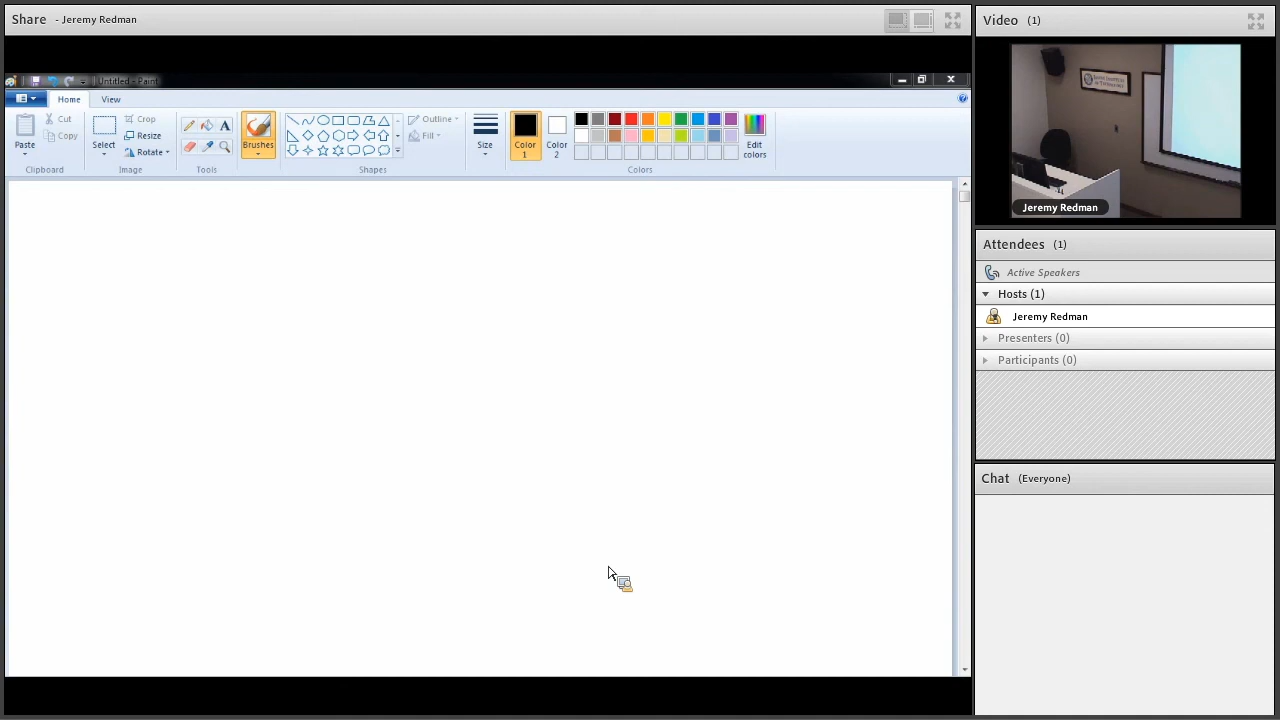 Share - Jeremy Redman
Untitled - Paint
Home View
Paste
Cut
Copy
Clipboard
Select
Crop
Resize
Rotate
Image
A
Tools
Brushes
Outline
Fill
Shapes
Size
Color 1
Color 2
Edit colors
Colors
Video (1)
Jeremy Redman
Attendees (1)
Active Speakers
Hosts (1)
Jeremy Redman
Presenters (0)
Participants (0)
Chat (Everyone)